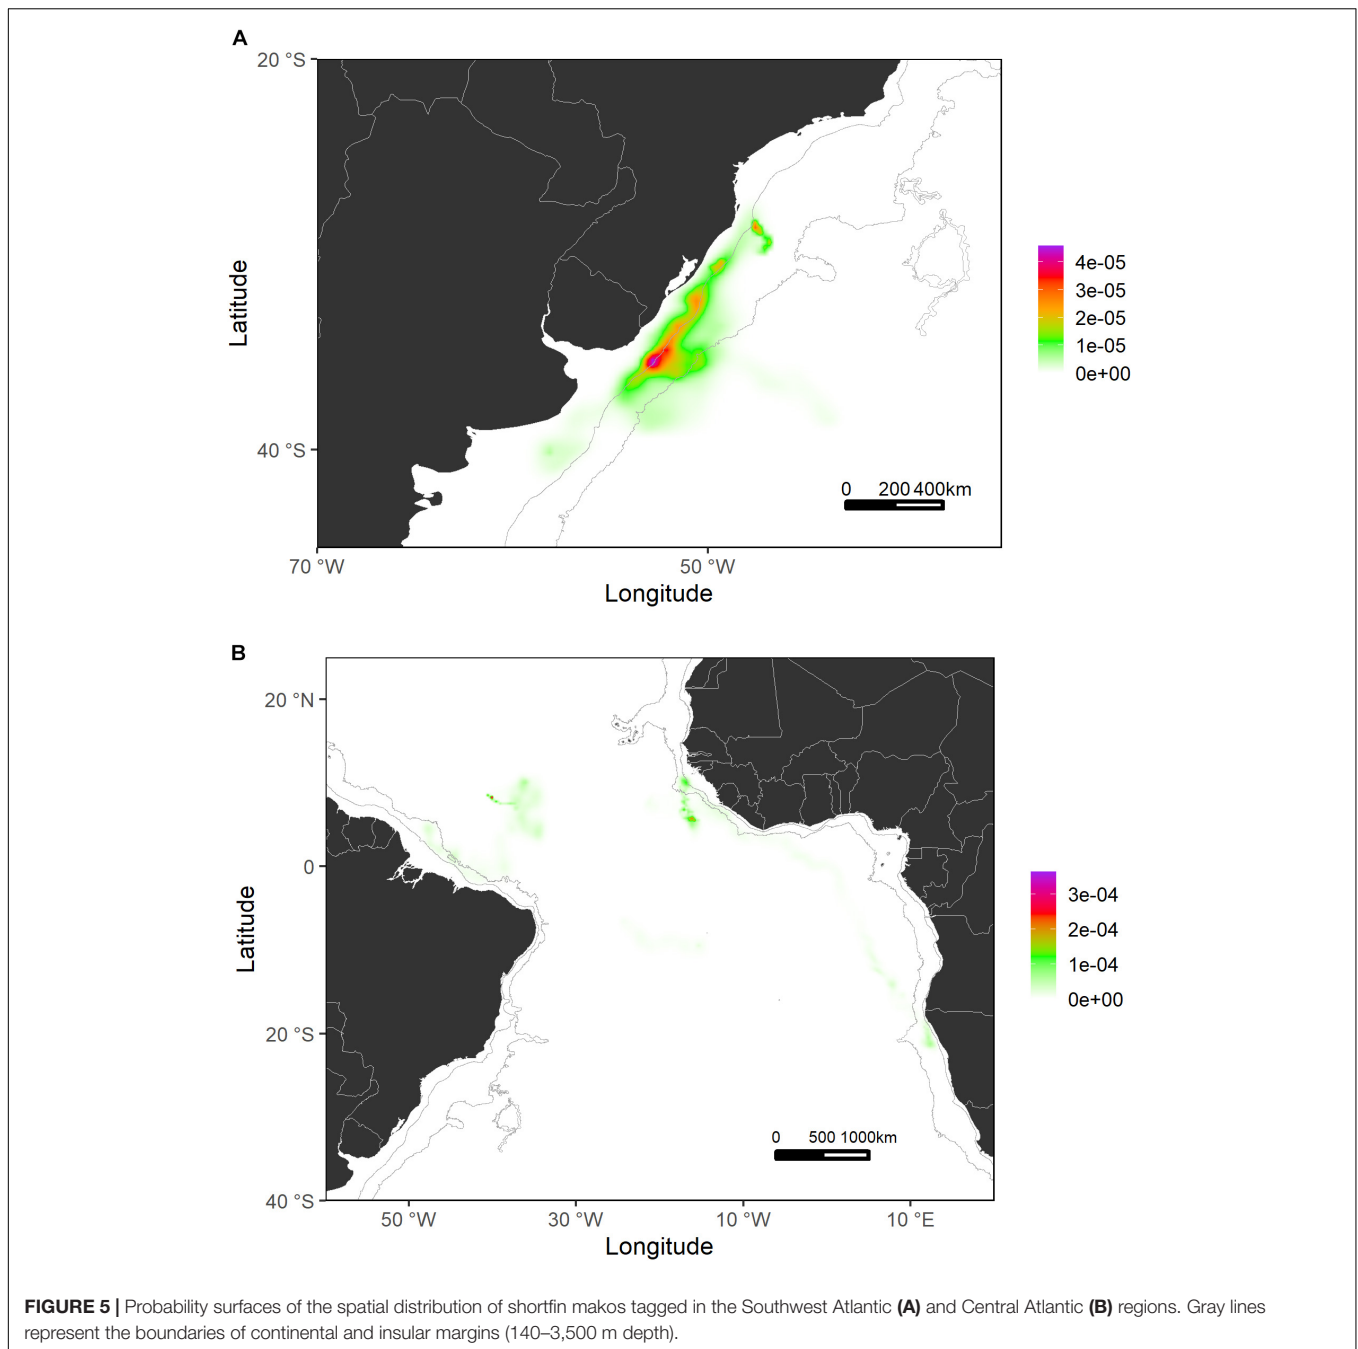 A
20 °S
40 °S
Latitude
70 °W
50 °W
Longitude
0 200 400km
4e-05
3e-05
2e-05
1e-05
0e+00
B
20 °N
0
20 °S
40 °S
Latitude
50 °W
30 °W
10 °W
10 °E
Longitude
0 500 1000km
3e-04
2e-04
1e-04
0e+00
FIGURE 5 | Probability surfaces of the spatial distribution of shortfin makos tagged in the Southwest Atlantic (A) and Central Atlantic (B) regions. Gray lines
represent the boundaries of continental and insular margins (140–3,500 m depth).